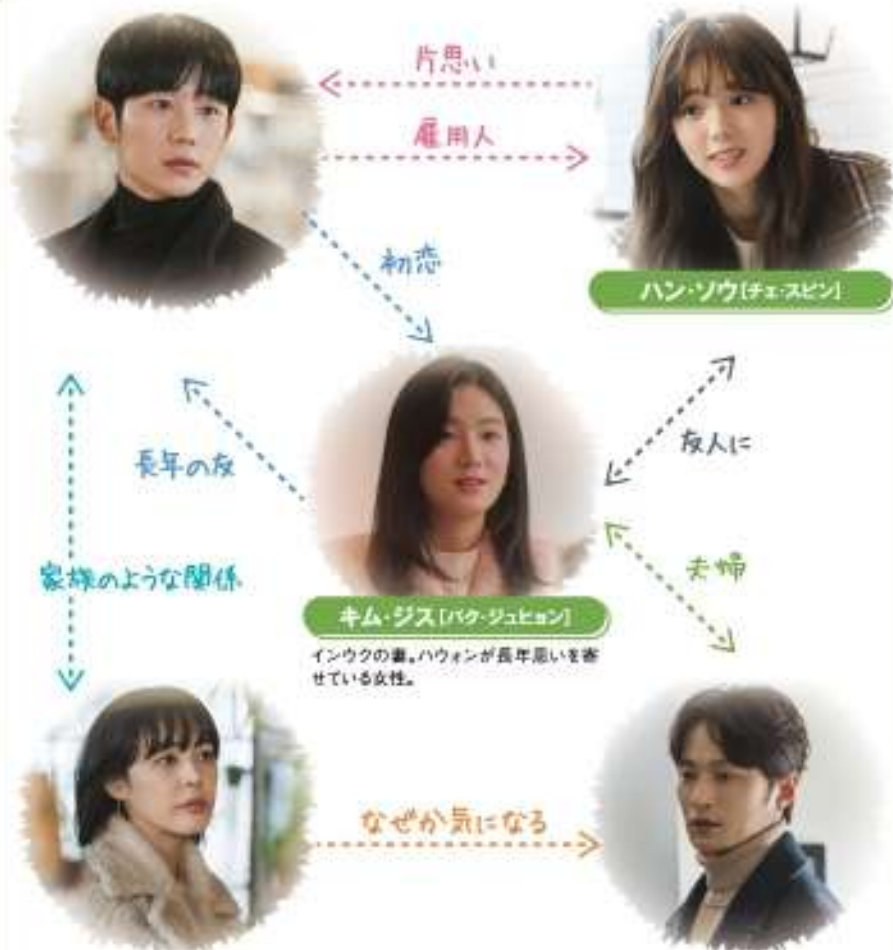 片思い
雇用人
初恋
ハン・ソウ[チェ・スビン]
長年の友
友人に
家族のような関係
夫婦
キム・ジス[パク・ジュヒョン]
インウクの妻。ハウォンが長年思いを寄
せている女性。
なぜか気になる